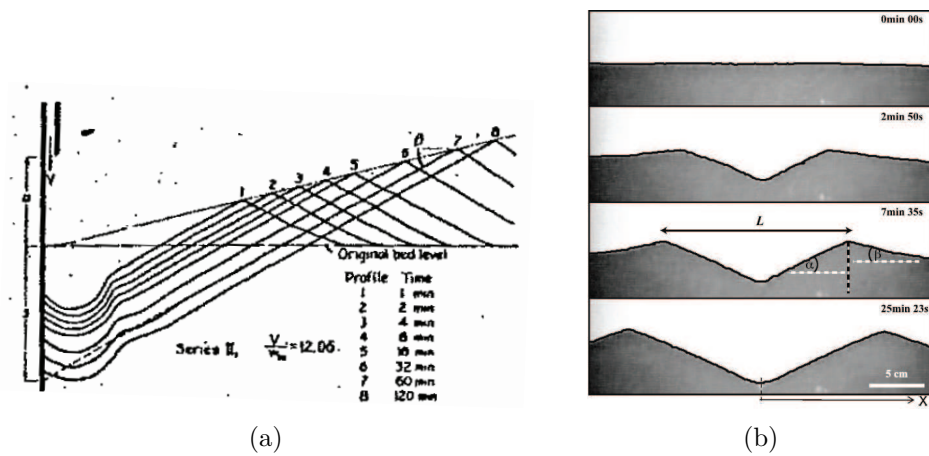 1 2 3 4 5 6 7 8
β
V
Original bed level
Profile Time
1 1 min
2 2 min
3 4 min
4 8 min
5 16 min
6 32 min
7 60 min
8 120 min
Series II,
=12.06.
(a)
0min 00s
2min 50s
7min 35s
L
α
β
25min 23s
5 cm
X
(b)